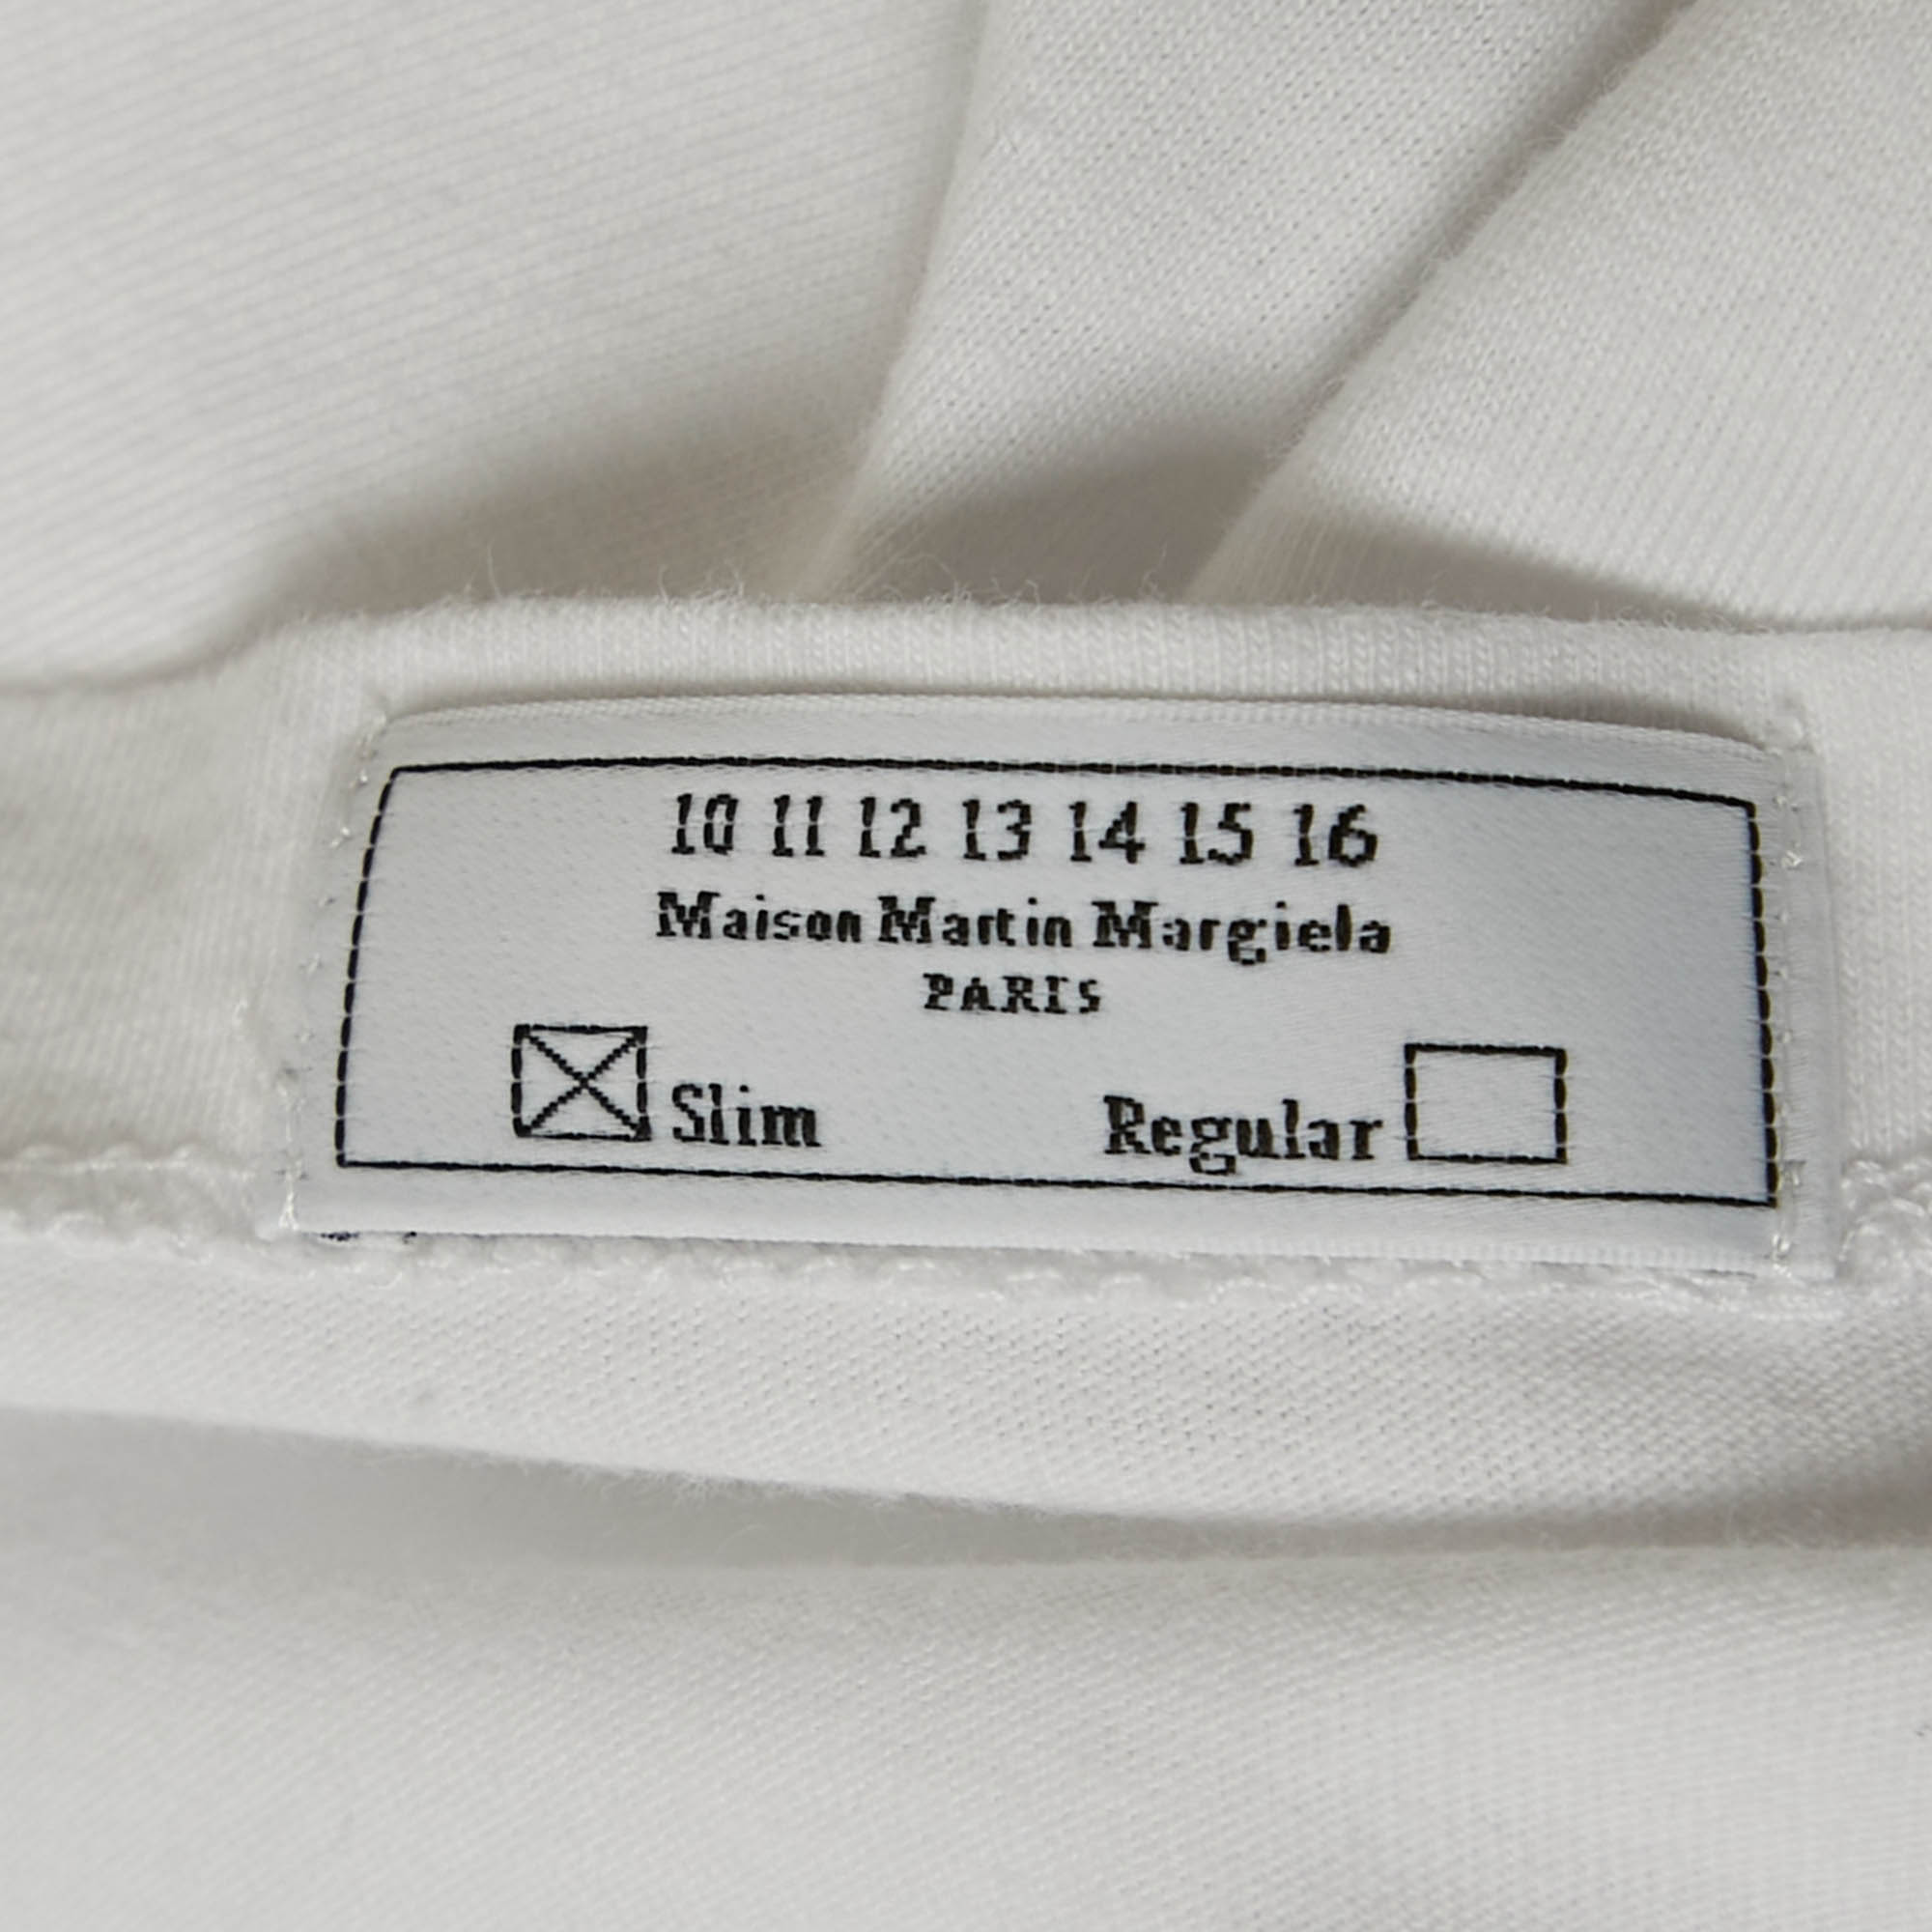 10 11 12 13 14 15 16
Maison Martin Margiela
PARIS
Slim Regular